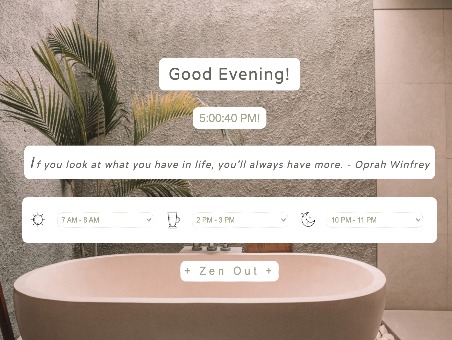 Good Evening!
5:00:40 PM!
If you look at what you have in life, you'll always have more. - Oprah Winfrey
7 AM - 8 AM
2 PM - 3 PM
10 PM - 11 PM
+ Zen Out +